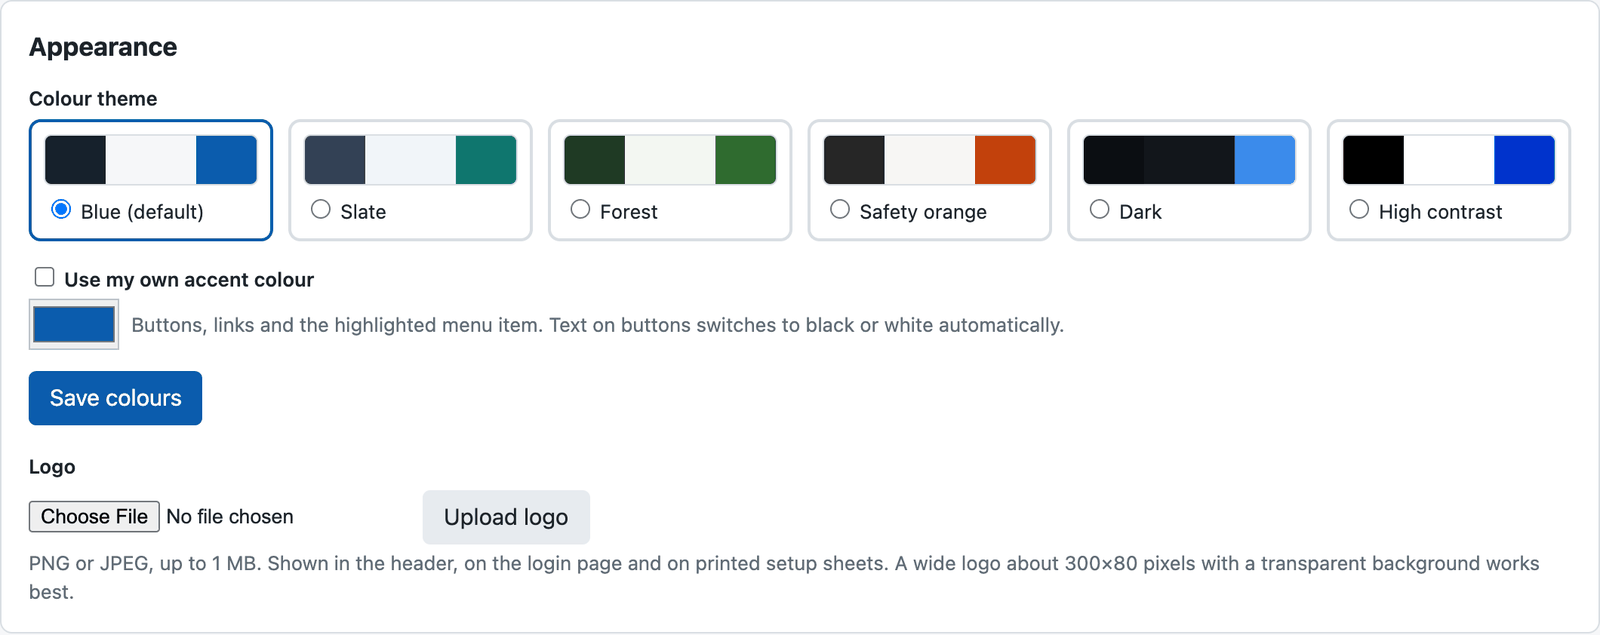 Appearance
Colour theme
Blue (default)
Slate
Forest
Safety orange
Dark
High contrast
Use my own accent colour
Buttons, links and the highlighted menu item. Text on buttons switches to black or white automatically.
Save colours
Logo
Choose File No file chosen
Upload logo
PNG or JPEG, up to 1 MB. Shown in the header, on the login page and on printed setup sheets. A wide logo about 300×80 pixels with a transparent background works
best.